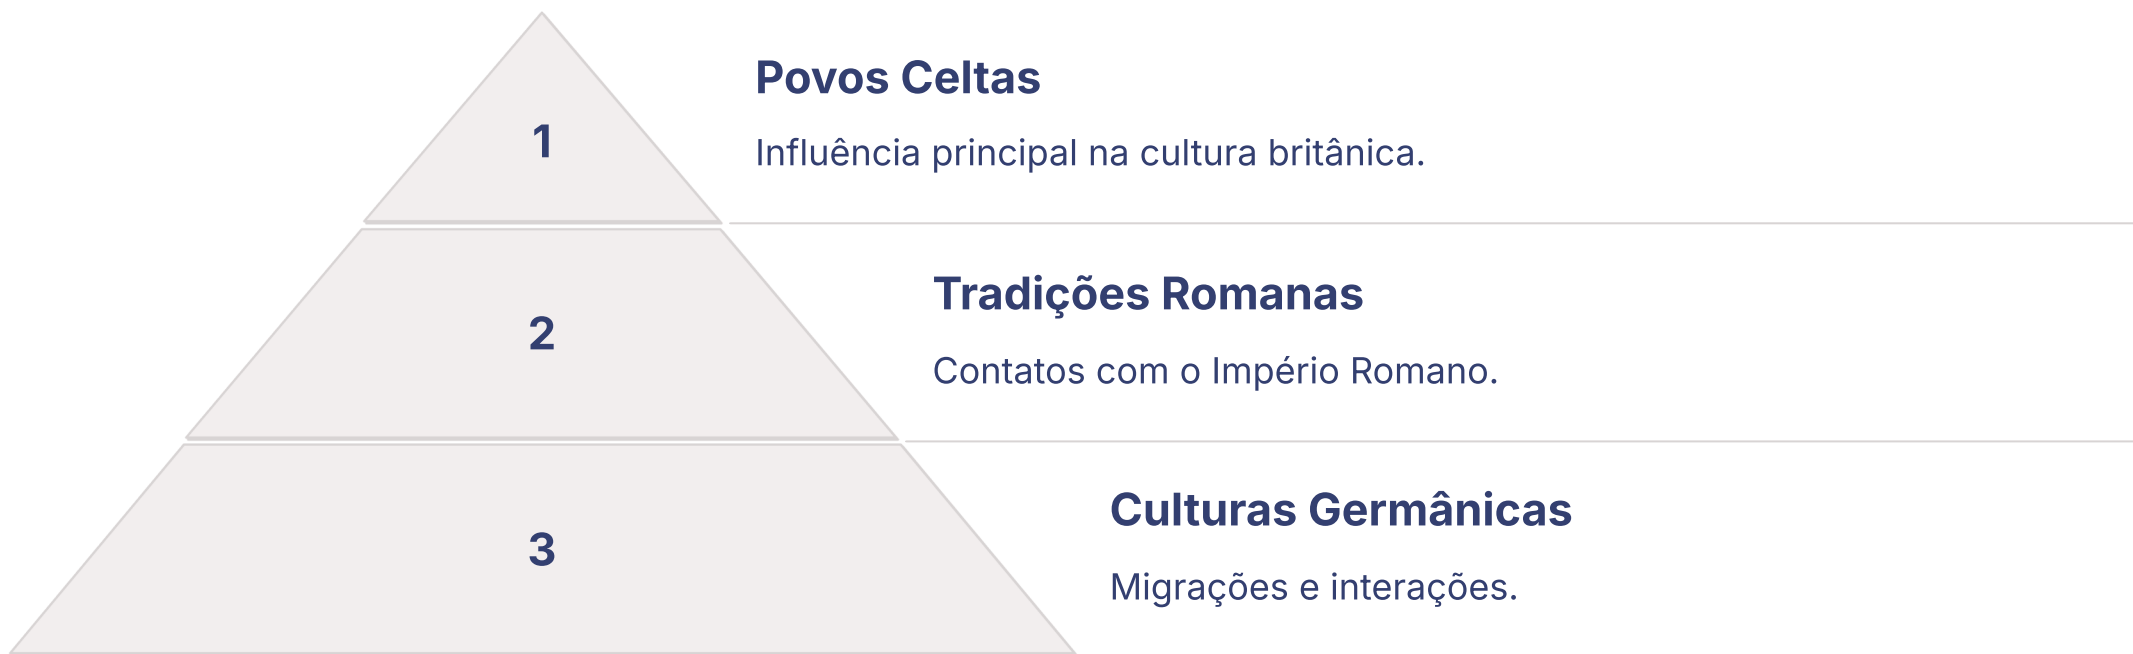 1
Povos Celtas
Influência principal na cultura britânica.
2
Tradições Romanas
Contatos com o Império Romano.
3
Culturas Germânicas
Migrações e interações.